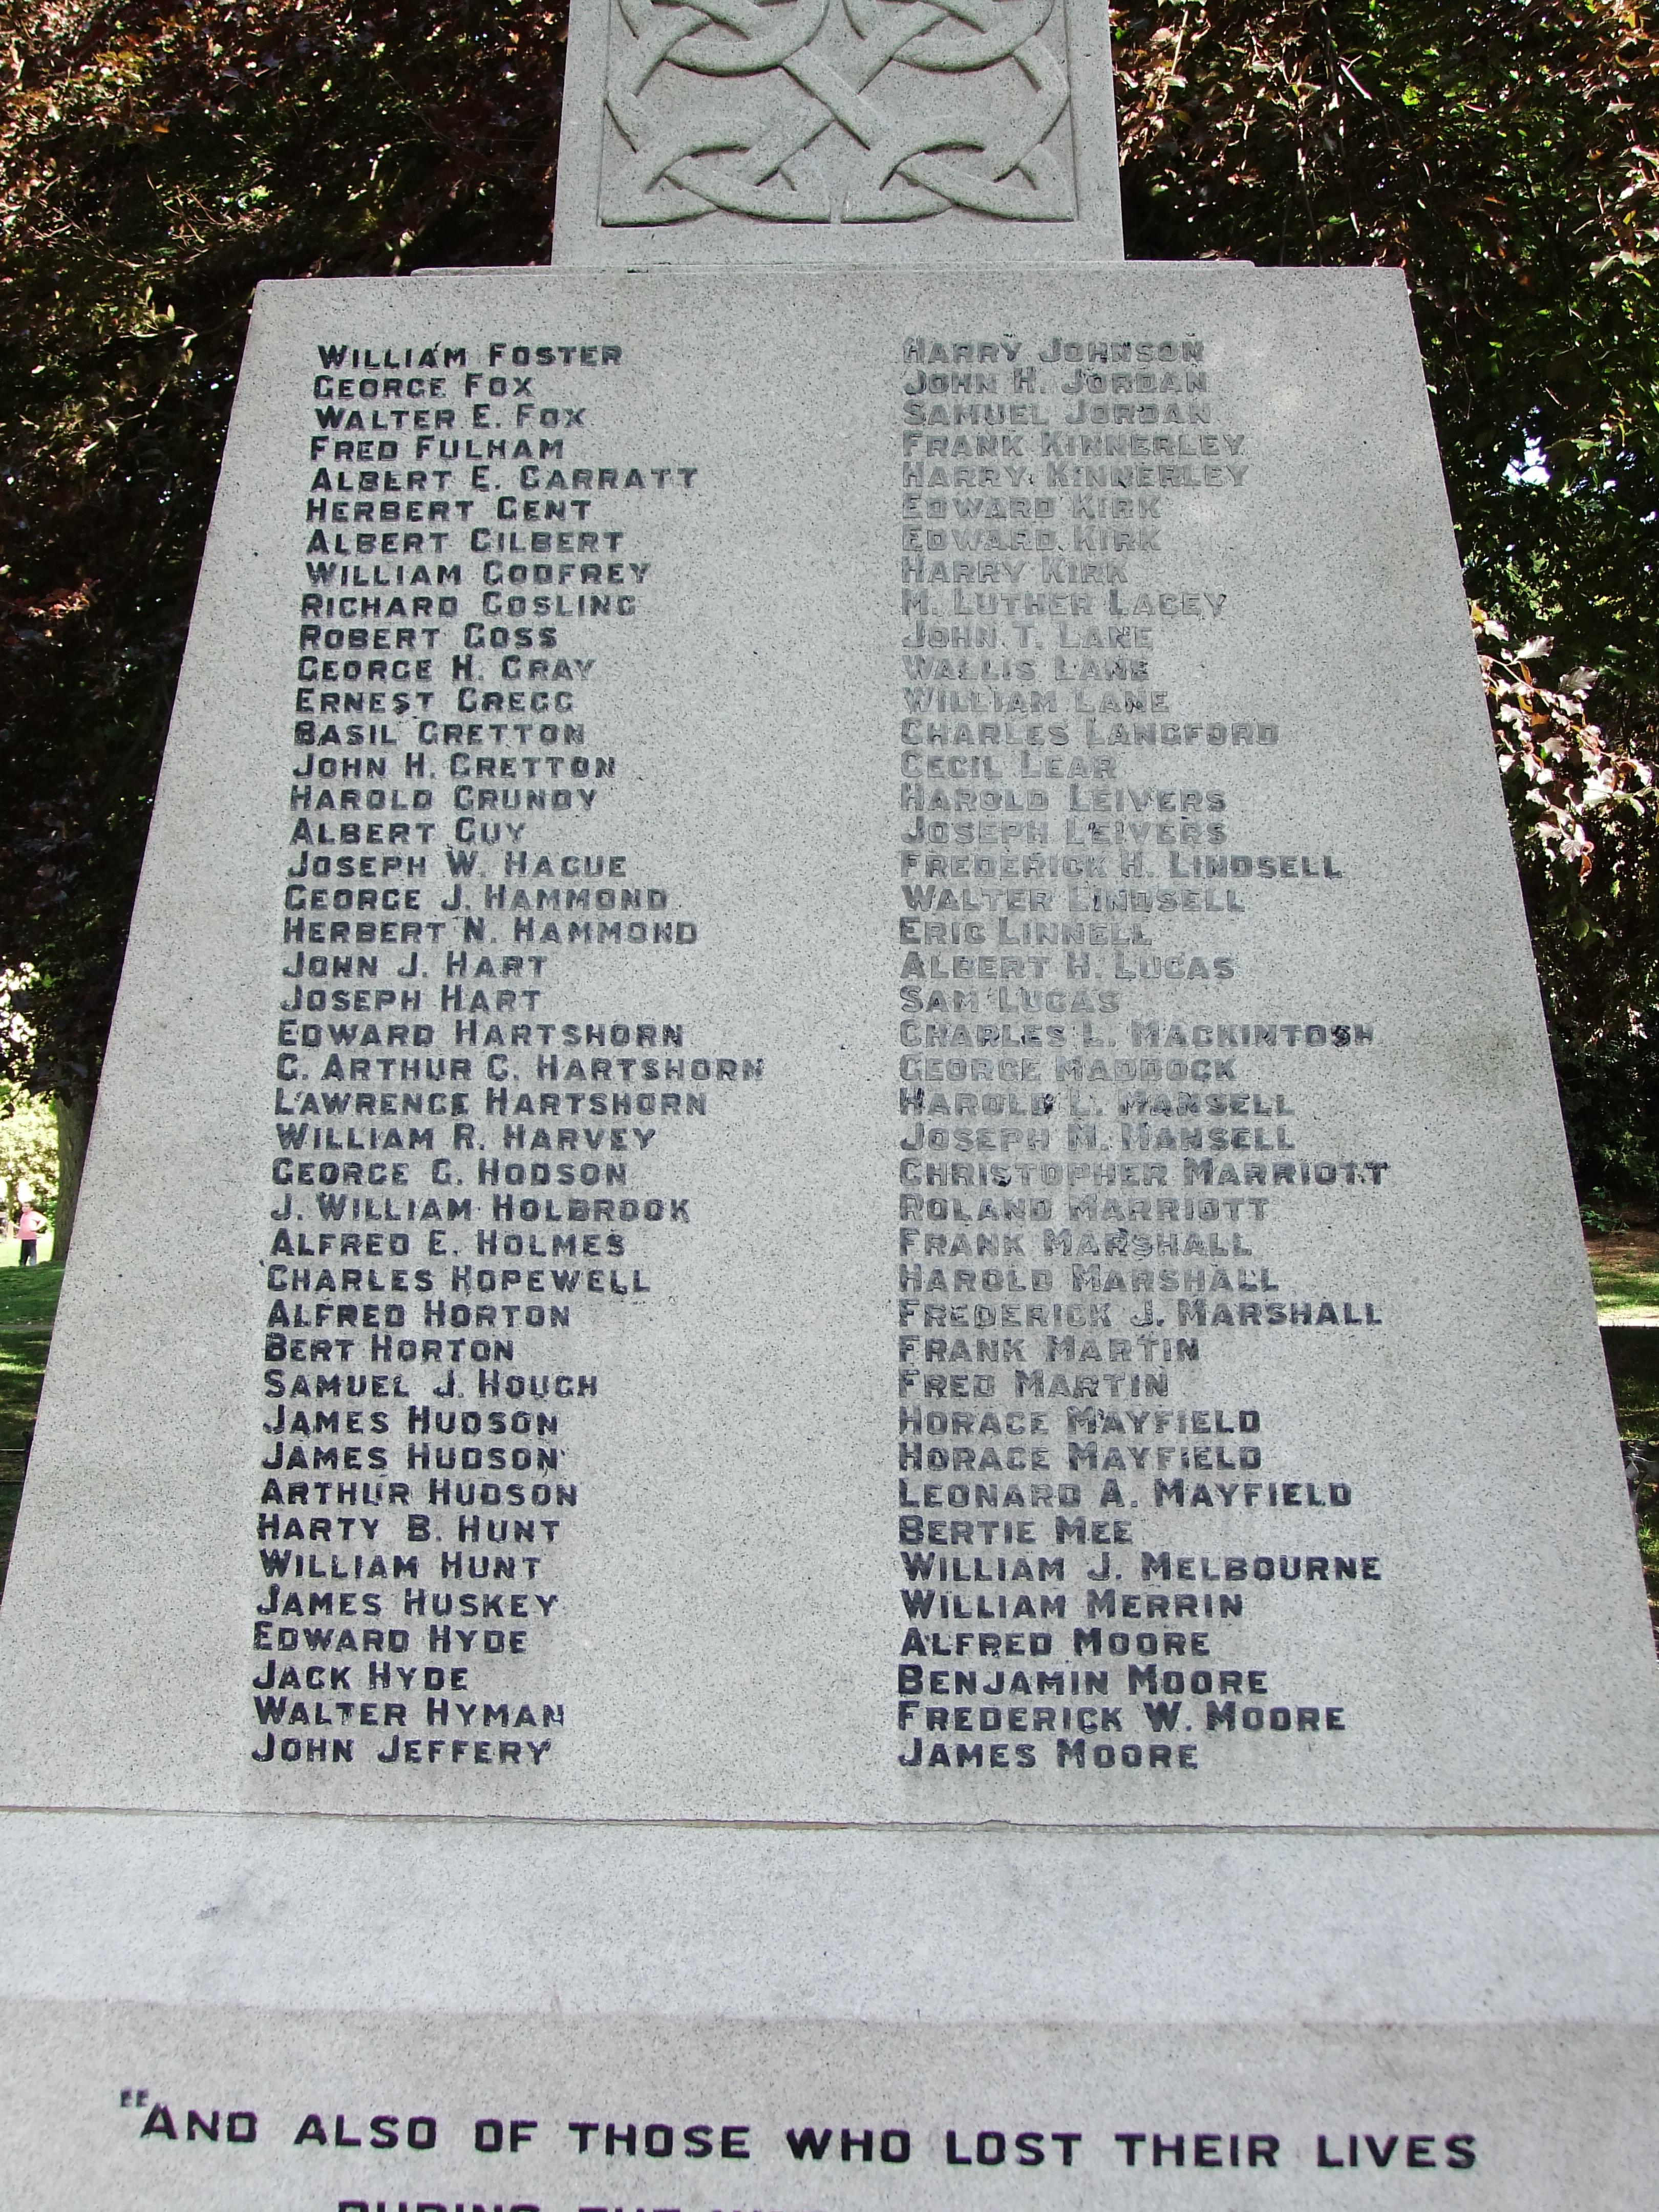 WILLIAM FOSTER
GEORGE FOX
WALTER E. FOX
FRED FULHAM
ALBERT E. GARRATT
HERBERT GENT
ALBERT GILBERT
WILLIAM GODFREY
RICHARD GOSLING
ROBERT GOSS
GEORGE H. GRAY
ERNEST GREGG
BASIL GRETTON
JOHN H. GRETTON
HAROLD GRUNDY
ALBERT GUY
JOSEPH W. HAGUE
GEORGE J. HAMMOND
HERBERT N. HAMMOND
JOHN J. HART
JOSEPH HART
EDWARD HARTSHORN
G. ARTHUR C. HARTSHORN
LAWRENCE HARTSHORN
WILLIAM R. HARVEY
GEORGE G. HODSON
J. WILLIAM HOLBROOK
ALFRED E. HOLMES
CHARLES HOPEWELL
ALFRED HORTON
BERT HORTON
SAMUEL J. HOUGH
JAMES HUDSON
JAMES HUDSON
ARTHUR HUDSON
HARTY B. HUNT
WILLIAM HUNT
JAMES HUSKEY
EDWARD HYDE
JACK HYDE
WALTER HYMAN
JOHN JEFFERY
HARRY JOHNSON
JOHN H. JORDAN
SAMUEL JORDAN
FRANK KINNERLEY
HARRY KINNERLEY
EDWARD KIRK
EDWARD KIRK
HARRY KIRK
M. LUTHER LACEY
JOHN T. LANE
WALLIS LANE
WILLIAM LANE
CHARLES LANGFORD
CECIL LEAR
HAROLD LEIVERS
JOSEPH LEIVERS
FREDERICK H. LINDSELL
WALTER LINDSELL
ERIC LINNELL
ALBERT H. LUCAS
SAM LUCAS
CHARLES L. MACKINTOSH
GEORGE MADDOCK
HAROLD L. MANSELL
JOSEPH M. MANSELL
CHRISTOPHER MARRIOTT
ROLAND MARRIOTT
FRANK MARSHALL
HAROLD MARSHALL
FREDERICK J. MARSHALL
FRANK MARTIN
FRED MARTIN
HORACE MAYFIELD
HORACE MAYFIELD
LEONARD A. MAYFIELD
BERTIE MEE
WILLIAM J. MELBOURNE
WILLIAM MERRIN
ALFRED MOORE
BENJAMIN MOORE
FREDERICK W. MOORE
JAMES MOORE
"AND ALSO OF THOSE WHO LOST THEIR LIVES